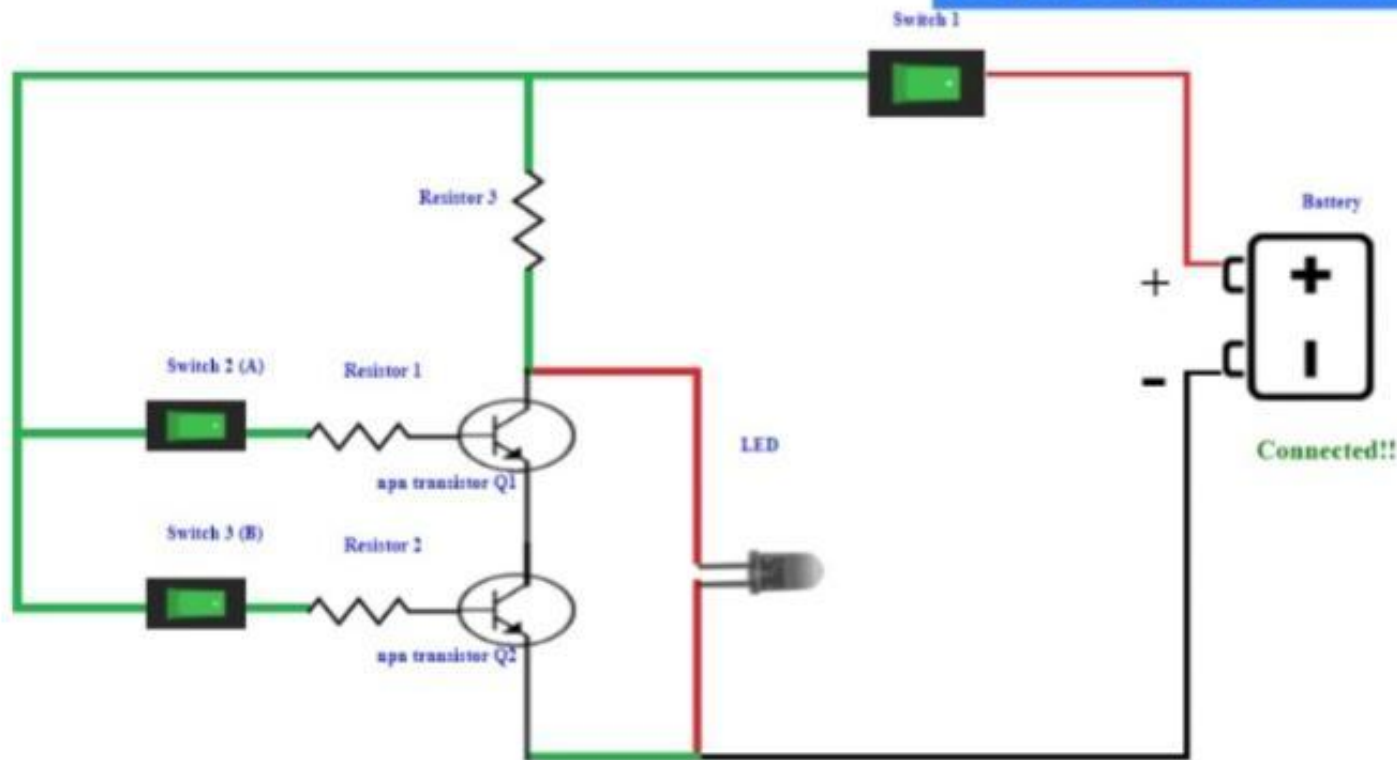 Switch 1
Resistor 3
Battery
+
+
-
-
Switch 2 (A)
Resistor 1
LED
Connected!!
npn transistor Q1
Switch 3 (B)
Resistor 2
npn transistor Q2